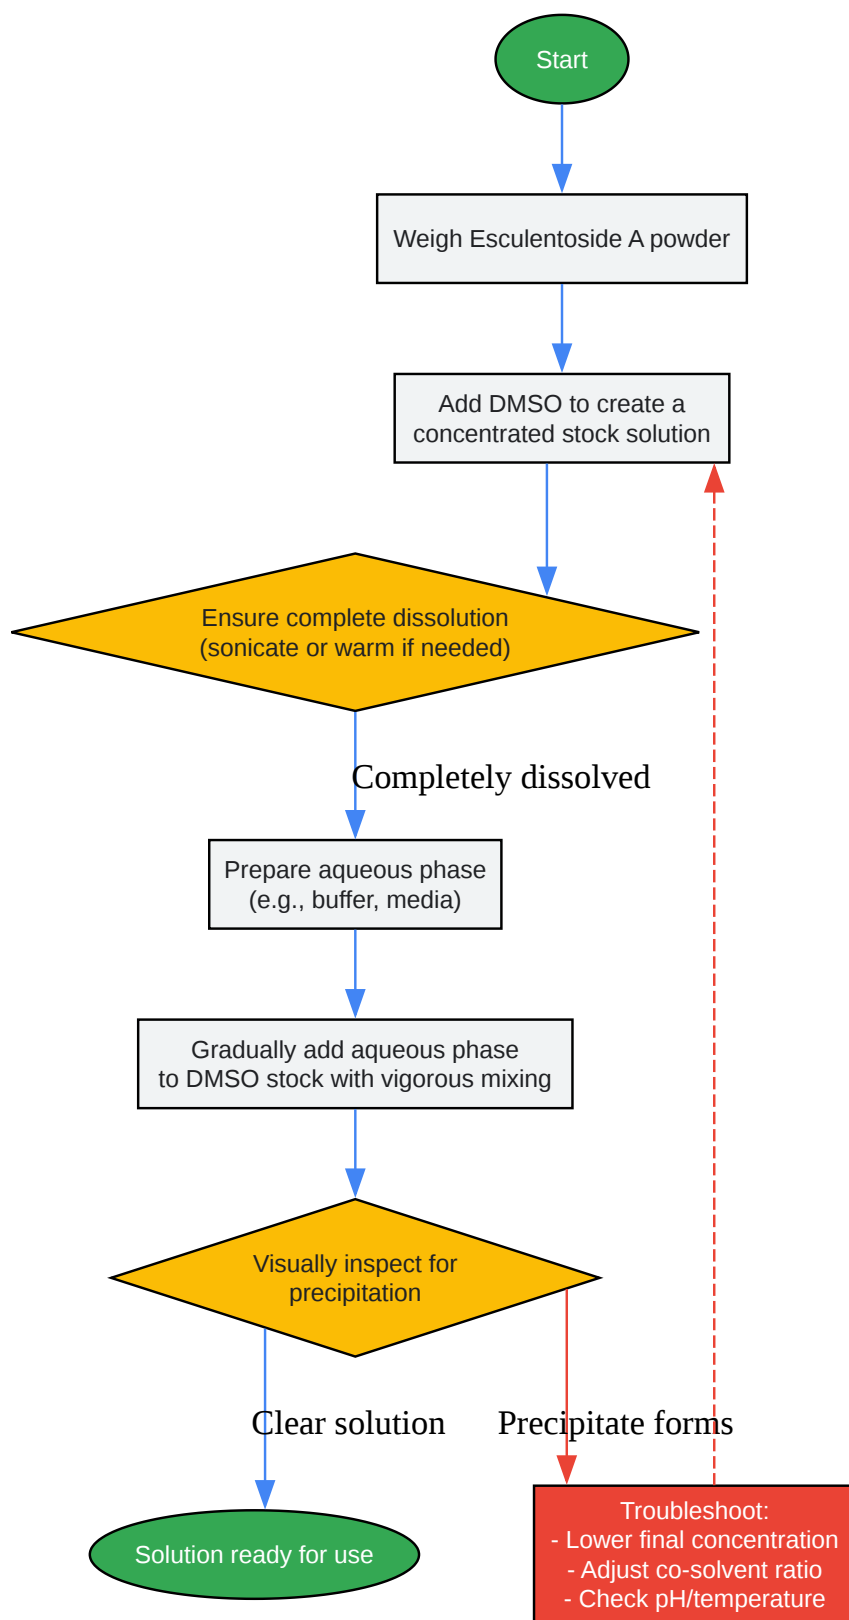 Start
Weigh Esculentoside A powder
Add DMSO to create a
concentrated stock solution
Ensure complete dissolution
(sonicate or warm if needed)
Completely dissolved
Prepare aqueous phase
(e.g., buffer, media)
Gradually add aqueous phase
to DMSO stock with vigorous mixing
Visually inspect for
precipitation
Clear solution
Precipitate forms
Solution ready for use
Troubleshoot:
- Lower final concentration
- Adjust co-solvent ratio
- Check pH/temperature